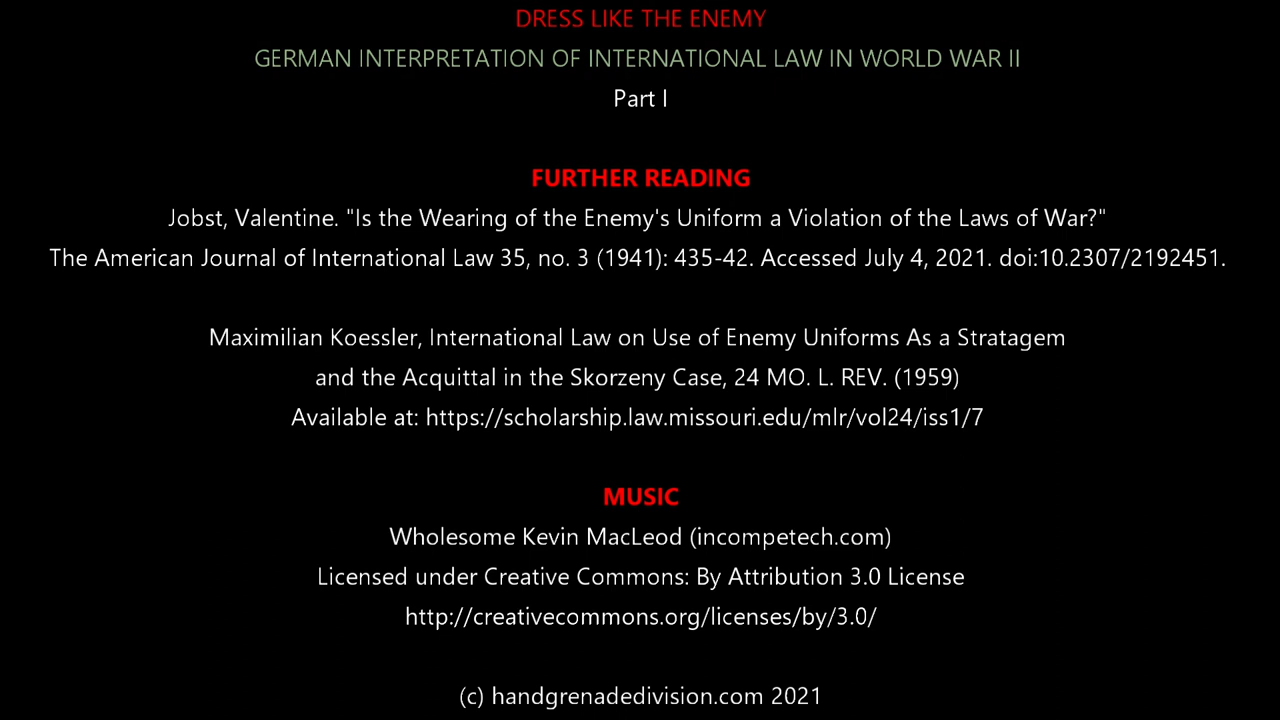 DRESS LIKE THE ENEMY
GERMAN INTERPRETATION OF INTERNATIONAL LAW IN WORLD WAR II
Part I
FURTHER READING
Jobst, Valentine. "Is the Wearing of the Enemy's Uniform a Violation of the Laws of War?"
The American Journal of International Law 35, no. 3 (1941): 435-42. Accessed July 4, 2021. doi:10.2307/2192451.
Maximilian Koessler, International Law on Use of Enemy Uniforms As a Stratagem
and the Acquittal in the Skorzeny Case, 24 MO. L. REV. (1959)
Available at: https://scholarship.law.missouri.edu/mlr/vol24/iss1/7
MUSIC
Wholesome Kevin MacLeod (incompetech.com)
Licensed under Creative Commons: By Attribution 3.0 License
http://creativecommons.org/licenses/by/3.0/
(c) handgrenadedivision.com 2021